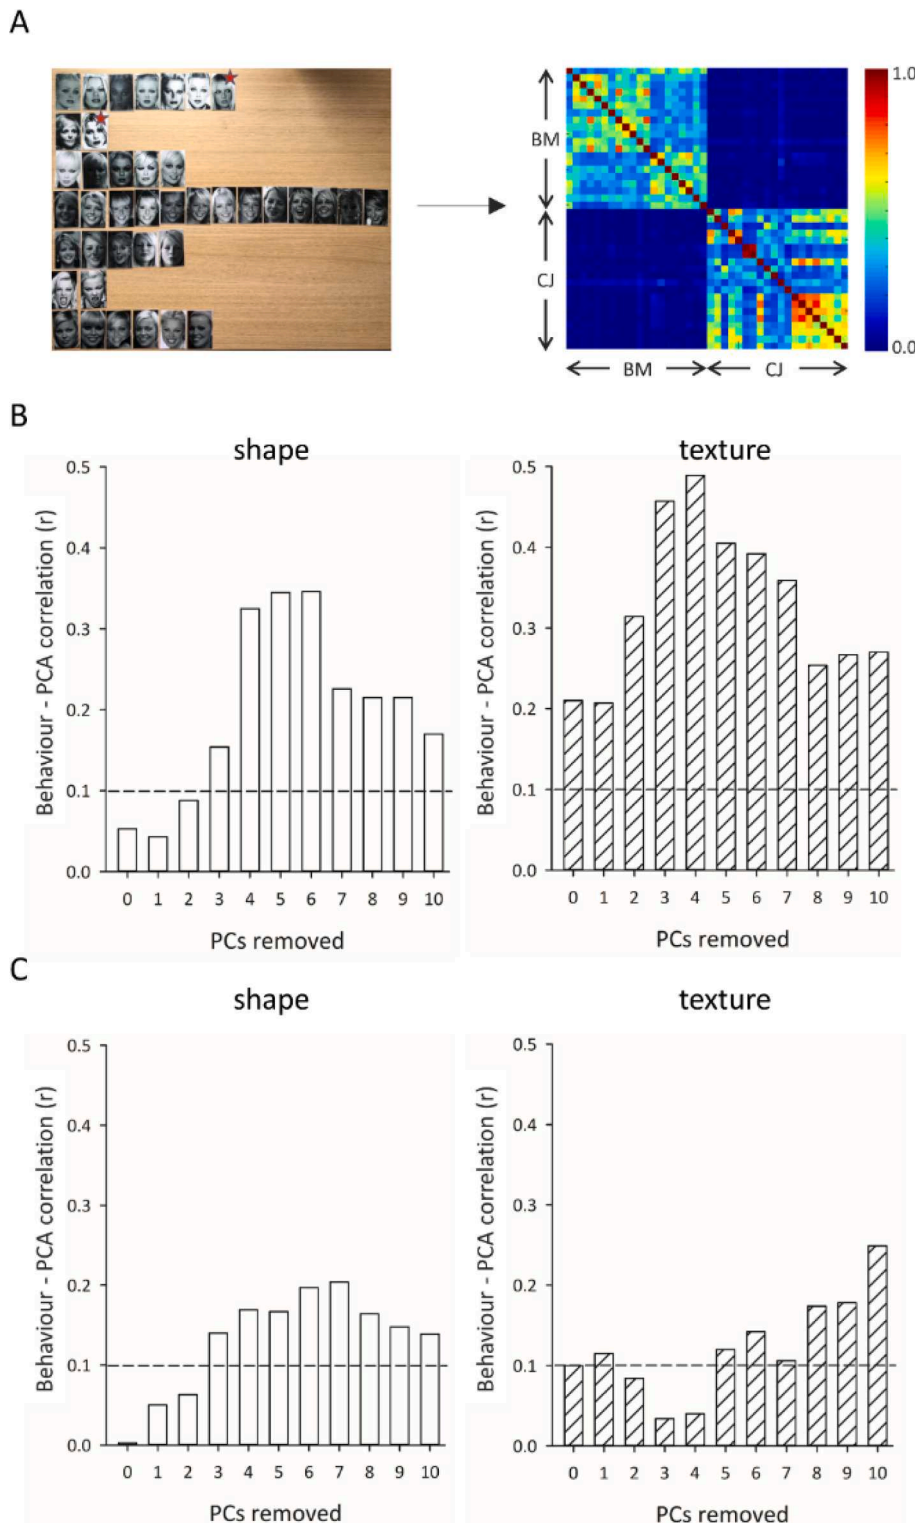 A
BM
CJ
BM
CJ
1.0
0.0
B
shape
Behaviour - PCA correlation (r)
0.5
0.4
0.3
0.2
0.1
0.0
0 1 2 3 4 5 6 7 8 9 10
PCs removed
texture
Behaviour - PCA correlation (r)
0.5
0.4
0.3
0.2
0.1
0.0
0 1 2 3 4 5 6 7 8 9 10
PCs removed
C
shape
Behaviour - PCA correlation (r)
0.5
0.4
0.3
0.2
0.1
0.0
0 1 2 3 4 5 6 7 8 9 10
PCs removed
texture
Behaviour - PCA correlation (r)
0.5
0.4
0.3
0.2
0.1
0.0
0 1 2 3 4 5 6 7 8 9 10
PCs removed